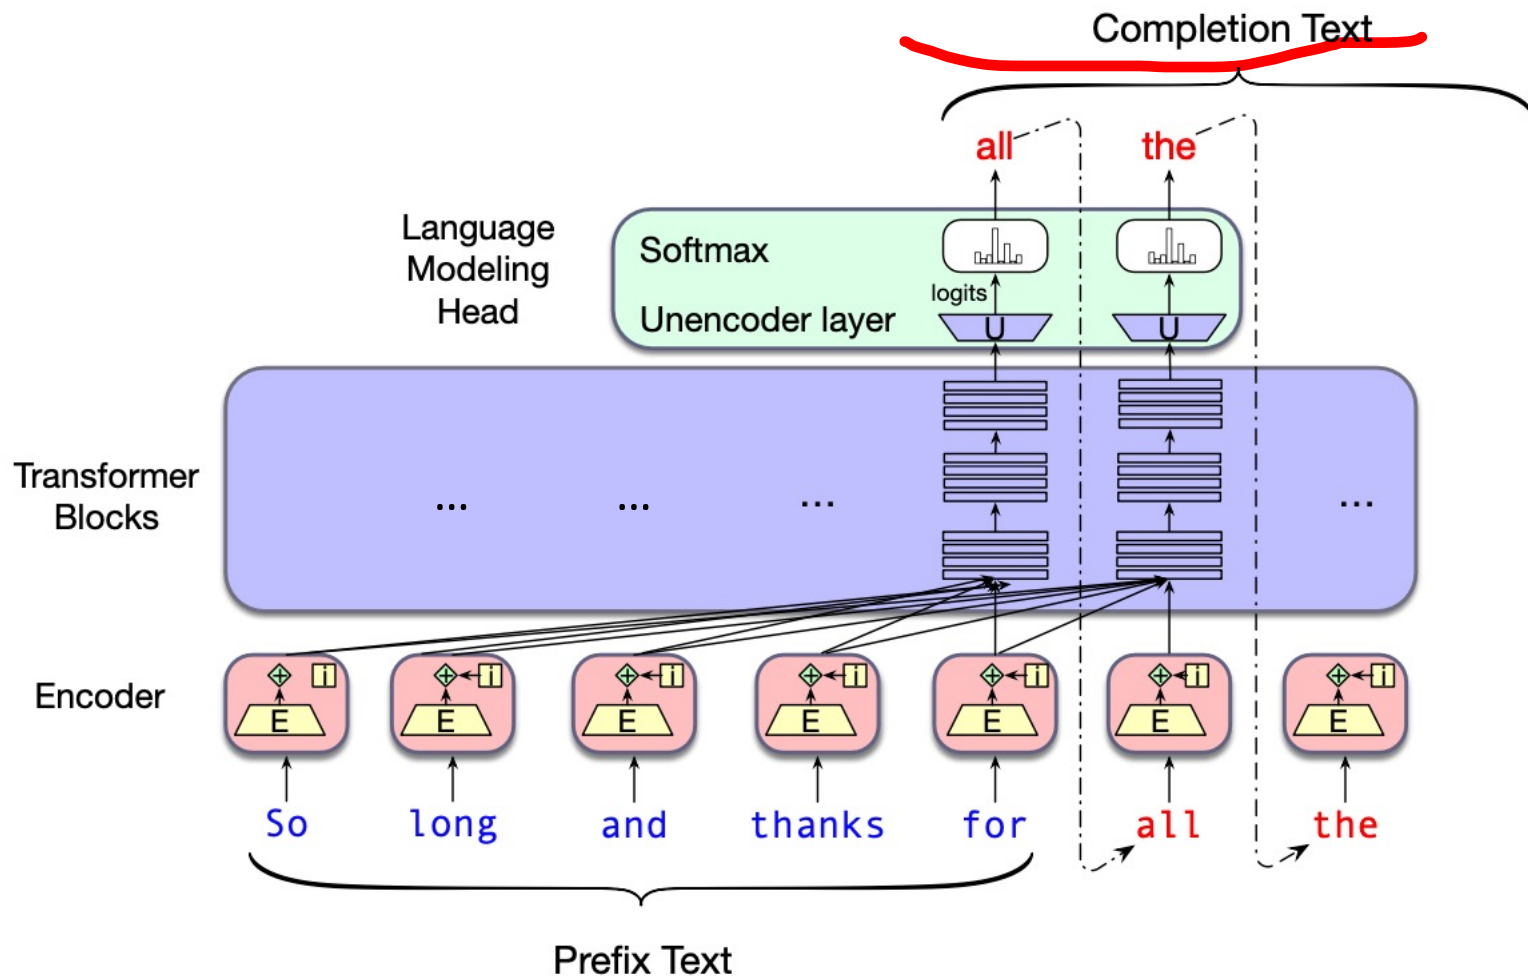 Completion Text
all the
Language
Modeling
Head
Softmax
logits
Unencoder layer
U U
Transformer
Blocks
... ... ... ...
Encoder
i i i i i i i
E E E E E E E
So long and thanks for all the
Prefix Text